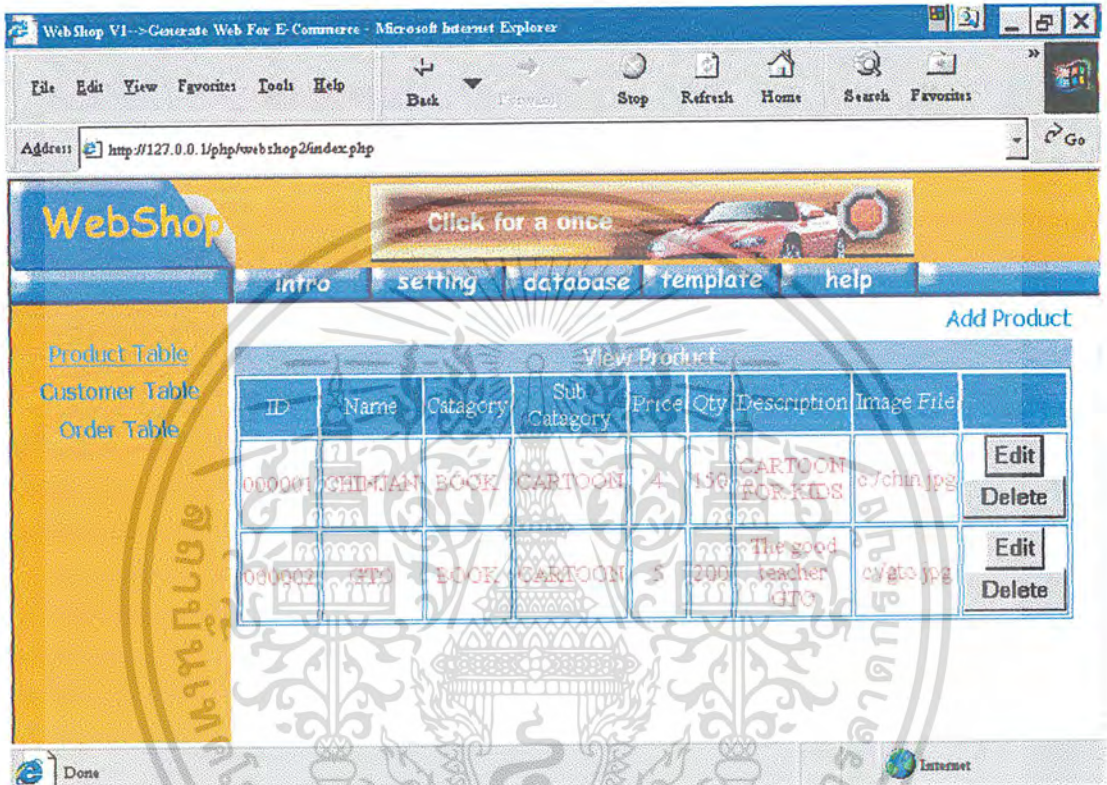 Web Shop V1-->Generate Web For E-Commerce - Microsoft Internet Explorer
File Edit View Favorites Tools Help
Back Forward Stop Refresh Home Search Favorites »
Address http://127.0.0.1/php/webshop2/index.php Go
WebShop
Click for a once
Click
intro setting database template help
Add Product
Product Table
Customer Table
Order Table
View Product
ID Name Catagory Sub Catagory Price Qty Description Image File
000001 CHINJAN BOOK CARTOON 4 150 CARTOON FOR KIDS c:/chin.jpg Edit Delete
000002 GTO BOOK CARTOON 5 200 The good teacher GTO c:/gto.jpg Edit Delete
Done Internet